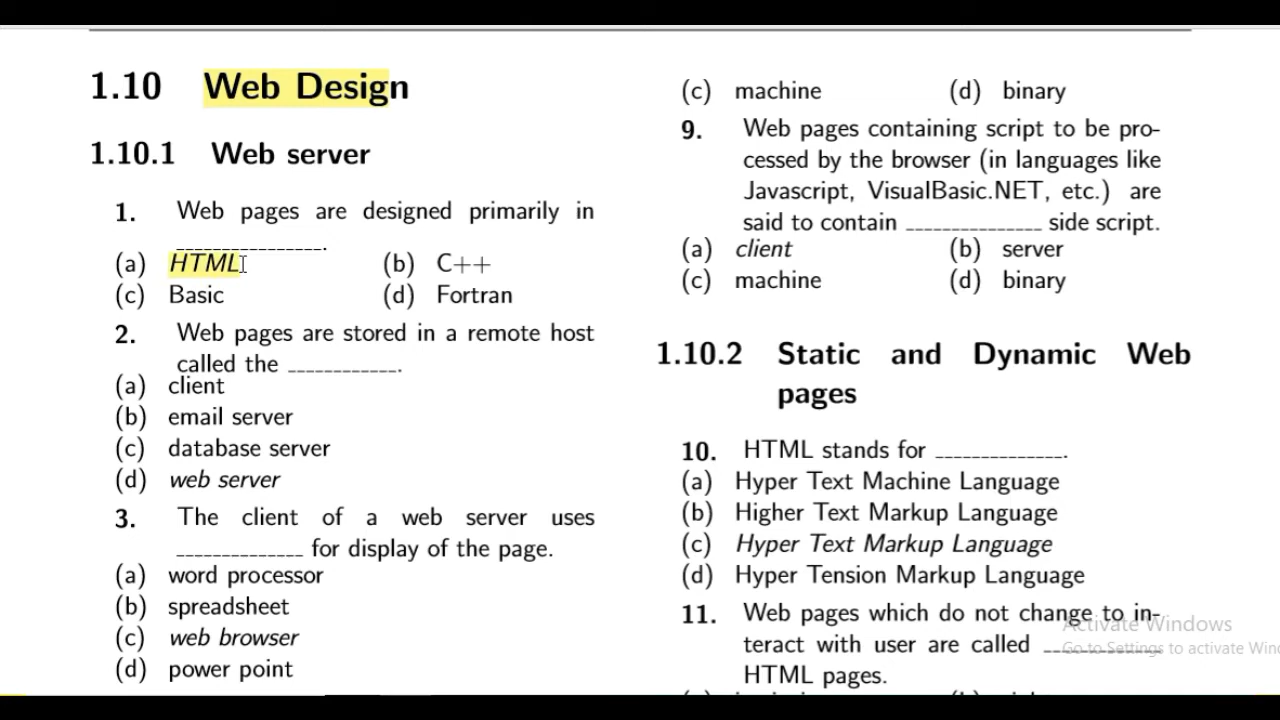 1.10 Web Design
1.10.1 Web server
1. Web pages are designed primarily in
________________.
(a) HTML (b) C++
(c) Basic (d) Fortran
2. Web pages are stored in a remote host
called the ____________.
(a) client
(b) email server
(c) database server
(d) web server
3. The client of a web server uses
______________ for display of the page.
(a) word processor
(b) spreadsheet
(c) web browser
(d) power point
(c) machine (d) binary
9. Web pages containing script to be pro-
cessed by the browser (in languages like
Javascript, VisualBasic.NET, etc.) are
said to contain _______________ side script.
(a) client (b) server
(c) machine (d) binary
1.10.2 Static and Dynamic Web
pages
10. HTML stands for ______________.
(a) Hyper Text Machine Language
(b) Higher Text Markup Language
(c) Hyper Text Markup Language
(d) Hyper Tension Markup Language
11. Web pages which do not change to in-
teract with user are called _____________
HTML pages.
Activate Windows
Go to Settings to activate Win